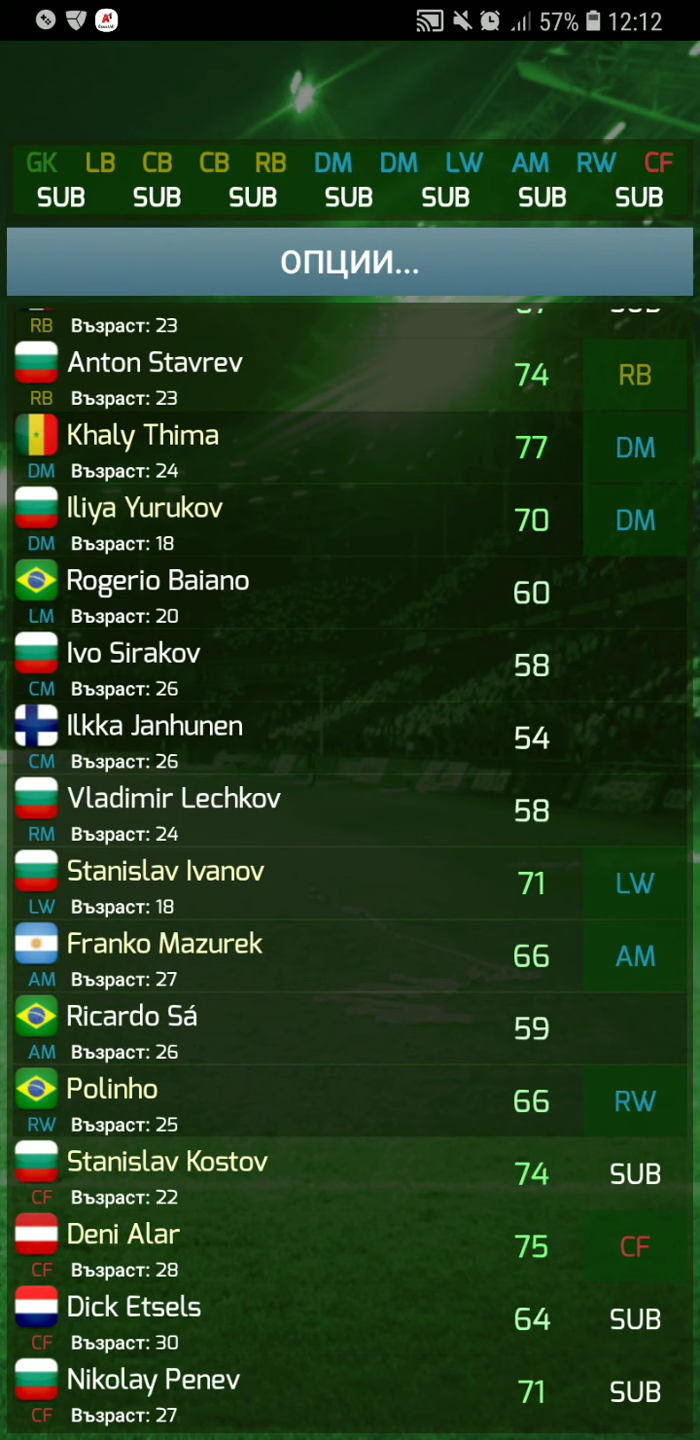 57% 12:12
GK LB CB CB RB DM DM LW AM RW CF
SUB SUB SUB SUB SUB SUB SUB
ОПЦИИ...
RB Възраст: 23
Anton Stavrev 74 RB
RB Възраст: 23
Khaly Thima 77 DM
DM Възраст: 24
Iliya Yurukov 70 DM
DM Възраст: 18
Rogerio Baiano 60
LM Възраст: 20
Ivo Sirakov 58
CM Възраст: 26
Ilkka Janhunen 54
CM Възраст: 26
Vladimir Lechkov 58
RM Възраст: 24
Stanislav Ivanov 71 LW
LW Възраст: 18
Franko Mazurek 66 AM
AM Възраст: 27
Ricardo Sá 59
AM Възраст: 26
Polinho 66 RW
RW Възраст: 25
Stanislav Kostov 74 SUB
CF Възраст: 22
Deni Alar 75 CF
CF Възраст: 28
Dick Etsels 64 SUB
CF Възраст: 30
Nikolay Penev 71 SUB
CF Възраст: 27